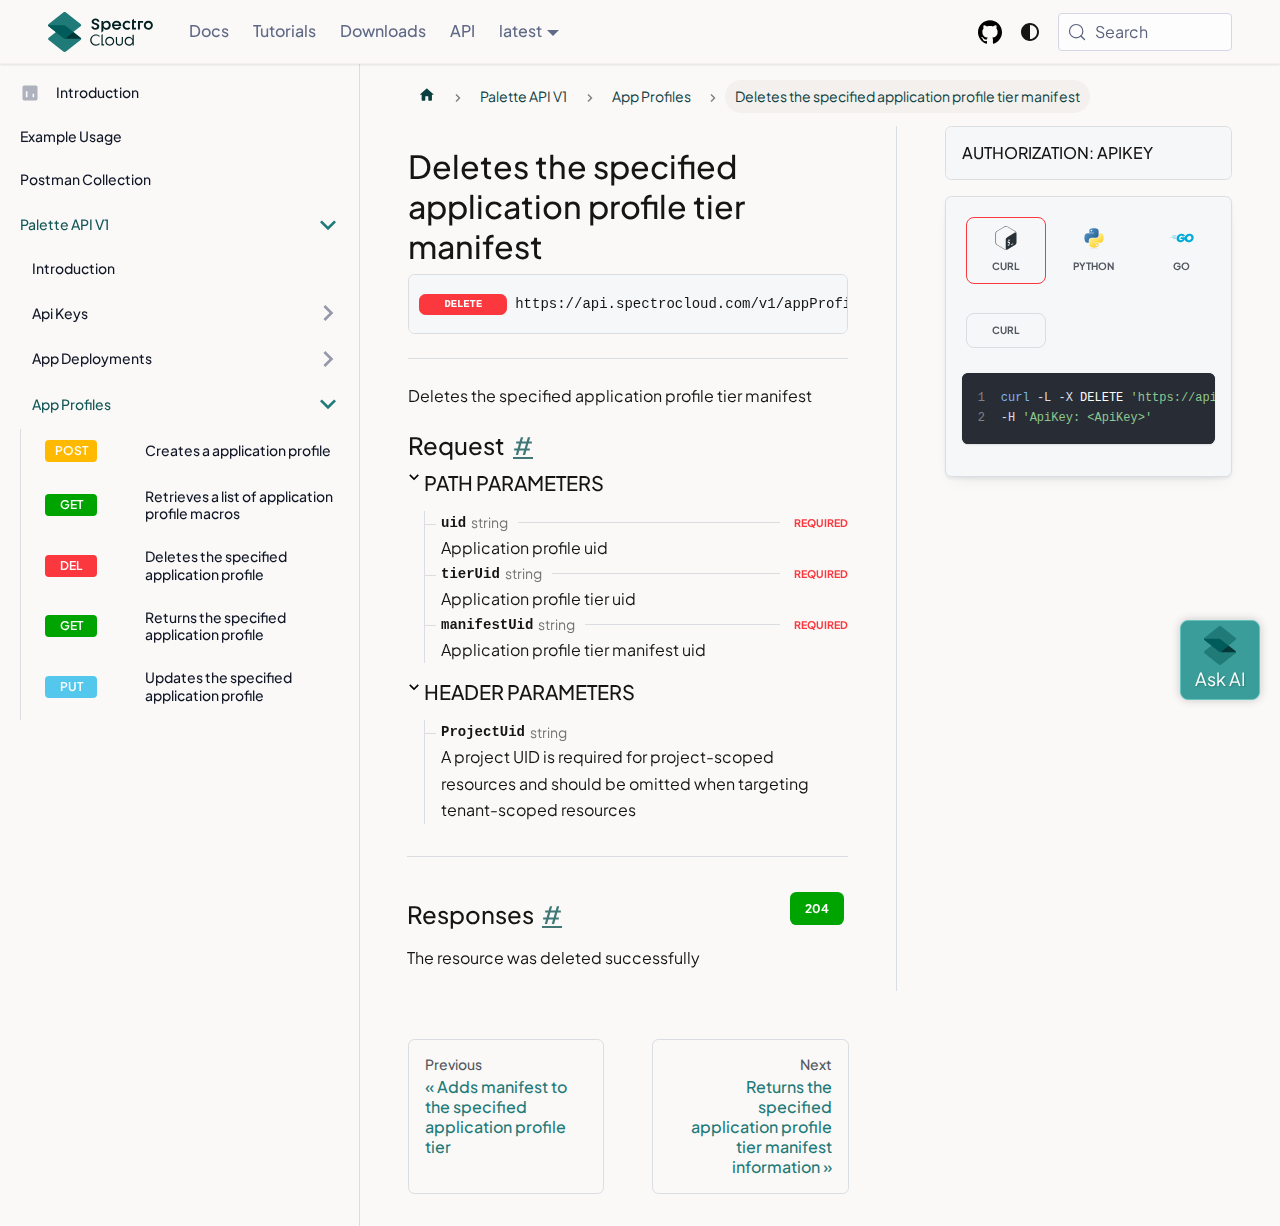 Spectro Cloud
Docs
Tutorials
Downloads
API
latest
Search
Introduction
Example Usage
Postman Collection
Palette API V1
Introduction
Api Keys
App Deployments
App Profiles
POST Creates a application profile
GET Retrieves a list of application
profile macros
DEL Deletes the specified
application profile
GET Returns the specified
application profile
PUT Updates the specified
application profile
Palette API V1
App Profiles
Deletes the specified application profile tier manifest
Deletes the specified
application profile tier
manifest
DELETE https://api.spectrocloud.com/v1/appProfi
Deletes the specified application profile tier manifest
Request #
PATH PARAMETERS
uid string REQUIRED
Application profile uid
tierUid string REQUIRED
Application profile tier uid
manifestUid string REQUIRED
Application profile tier manifest uid
HEADER PARAMETERS
ProjectUid string
A project UID is required for project-scoped
resources and should be omitted when targeting
tenant-scoped resources
Responses #
204
The resource was deleted successfully
Previous
« Adds manifest to
the specified
application profile
tier
Next
Returns the
specified
application profile
tier manifest
information »
AUTHORIZATION: APIKEY
CURL
PYTHON
GO
CURL
1 curl -L -X DELETE 'https://api
2 -H 'ApiKey: <ApiKey>'
Ask AI